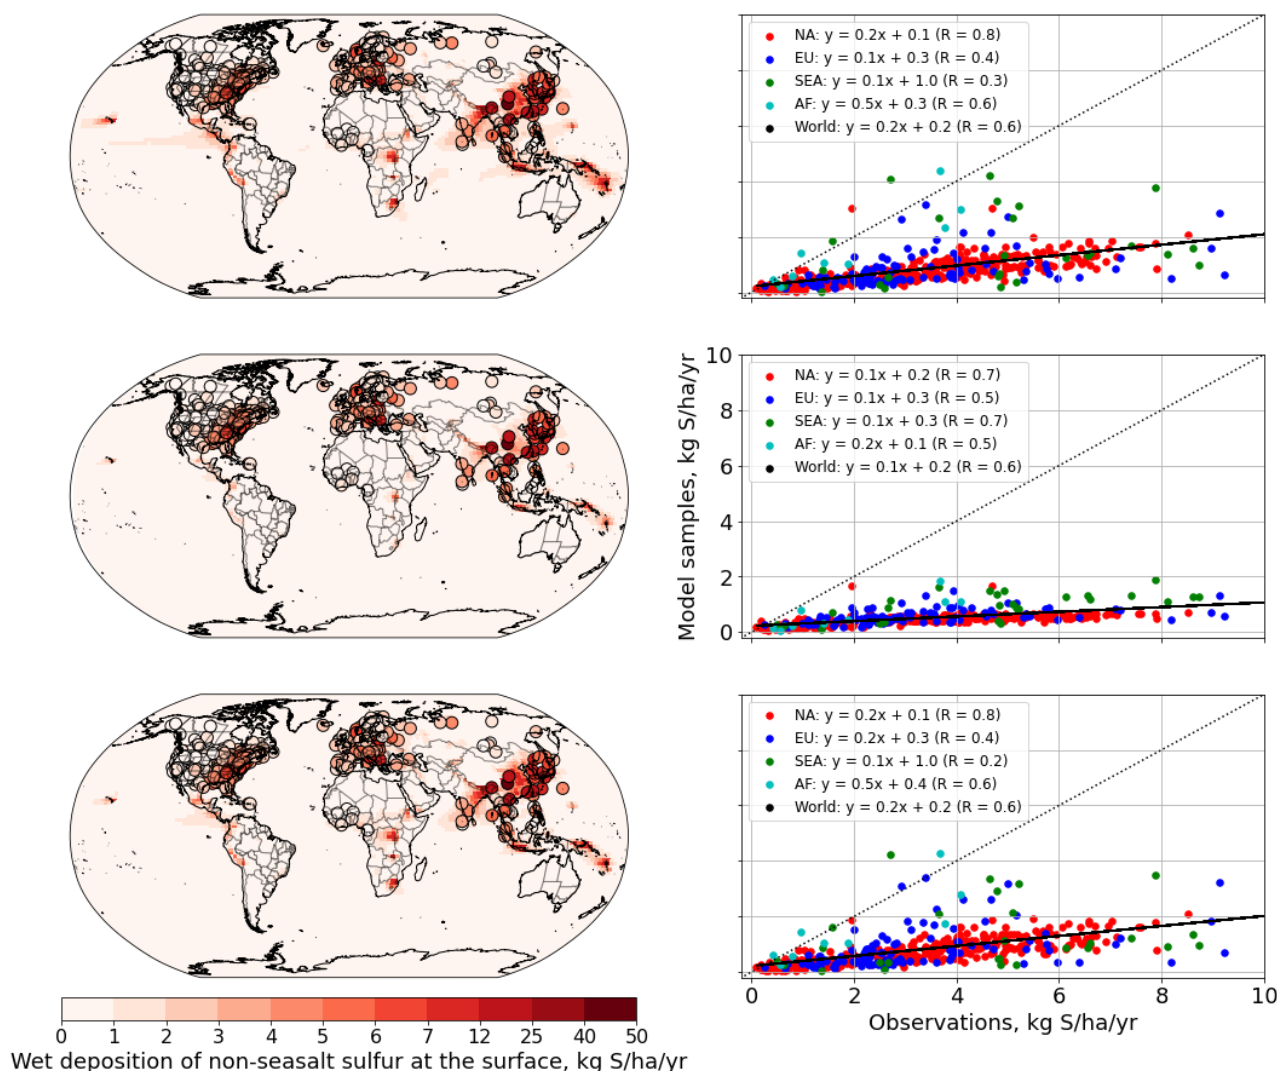 NA: y = 0.2x + 0.1 (R = 0.8)
EU: y = 0.1x + 0.3 (R = 0.4)
SEA: y = 0.1x + 1.0 (R = 0.3)
AF: y = 0.5x + 0.3 (R = 0.6)
World: y = 0.2x + 0.2 (R = 0.6)
10
8
6
4
2
0
Model samples, kg S/ha/yr
NA: y = 0.1x + 0.2 (R = 0.7)
EU: y = 0.1x + 0.3 (R = 0.5)
SEA: y = 0.1x + 0.3 (R = 0.7)
AF: y = 0.2x + 0.1 (R = 0.5)
World: y = 0.1x + 0.2 (R = 0.6)
NA: y = 0.2x + 0.1 (R = 0.8)
EU: y = 0.2x + 0.3 (R = 0.4)
SEA: y = 0.1x + 1.0 (R = 0.2)
AF: y = 0.5x + 0.4 (R = 0.6)
World: y = 0.2x + 0.2 (R = 0.6)
0 2 4 6 8 10
Observations, kg S/ha/yr
0 1 2 3 4 5 6 7 12 25 40 50
Wet deposition of non-seasalt sulfur at the surface, kg S/ha/yr